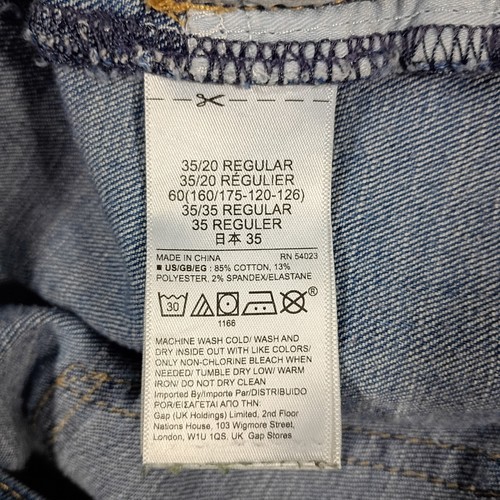 35/20 REGULAR
35/20 RÉGULIER
60(160/175-120-126)
35/35 REGULAR
35 REGULER
日本 35
MADE IN CHINA RN 54023
■ US/GB/EG : 85% COTTON, 13%
POLYESTER, 2% SPANDEX/ELASTANE
30
®
1166
MACHINE WASH COLD/ WASH AND
DRY INSIDE OUT WITH LIKE COLORS/
ONLY NON-CHLORINE BLEACH WHEN
NEEDED/ TUMBLE DRY LOW/ WARM
IRON/ DO NOT DRY CLEAN
Imported By/Importe Par/DISTRIBUIDO
POR/ΕΙΣΑΓΕΤΑΙ ΑΠΟ ΤΗΝ:
Gap (UK Holdings) Limited, 2nd Floor
Nations House, 103 Wigmore Street,
London, W1U 1QS, UK Gap Stores